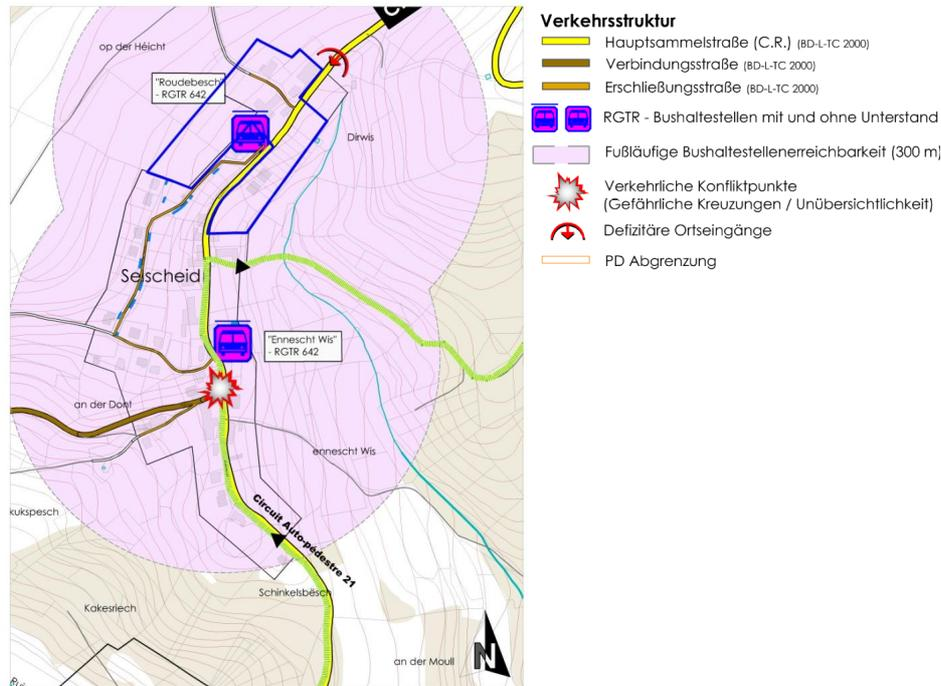 op der Héicht
"Roudebesch"
- RGTR 642
Dirwis
Selscheid
"Ennescht Wis"
- RGTR 642
an der Dont
ennescht Wis
kukspesch
Circuit Auto-pédestre 21
Schinkelsbësch
Kakesriech
an der Moull
N
Verkehrsstruktur
Hauptsammelstraße (C.R.) (BD-L-TC 2000)
Verbindungsstraße (BD-L-TC 2000)
Erschließungsstraße (BD-L-TC 2000)
RGTR - Bushaltestellen mit und ohne Unterstand
Fußläufige Bushaltestellenerreichbarkeit (300 m)
Verkehrliche Konfliktpunkte
(Gefährliche Kreuzungen / Unübersichtlichkeit)
Defizitäre Ortseingänge
PD Abgrenzung